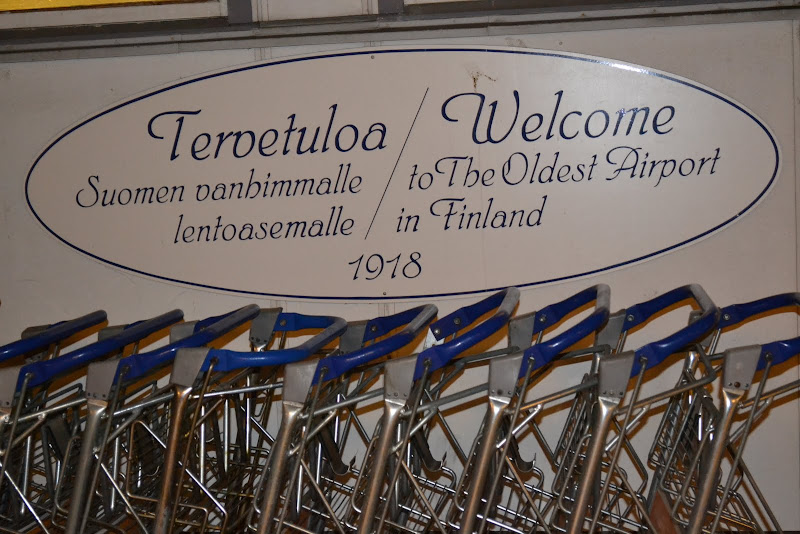 Tervetuloa
Suomen vanhimmalle
lentoasemalle
/
Welcome
to The Oldest Airport
in Finland
1918